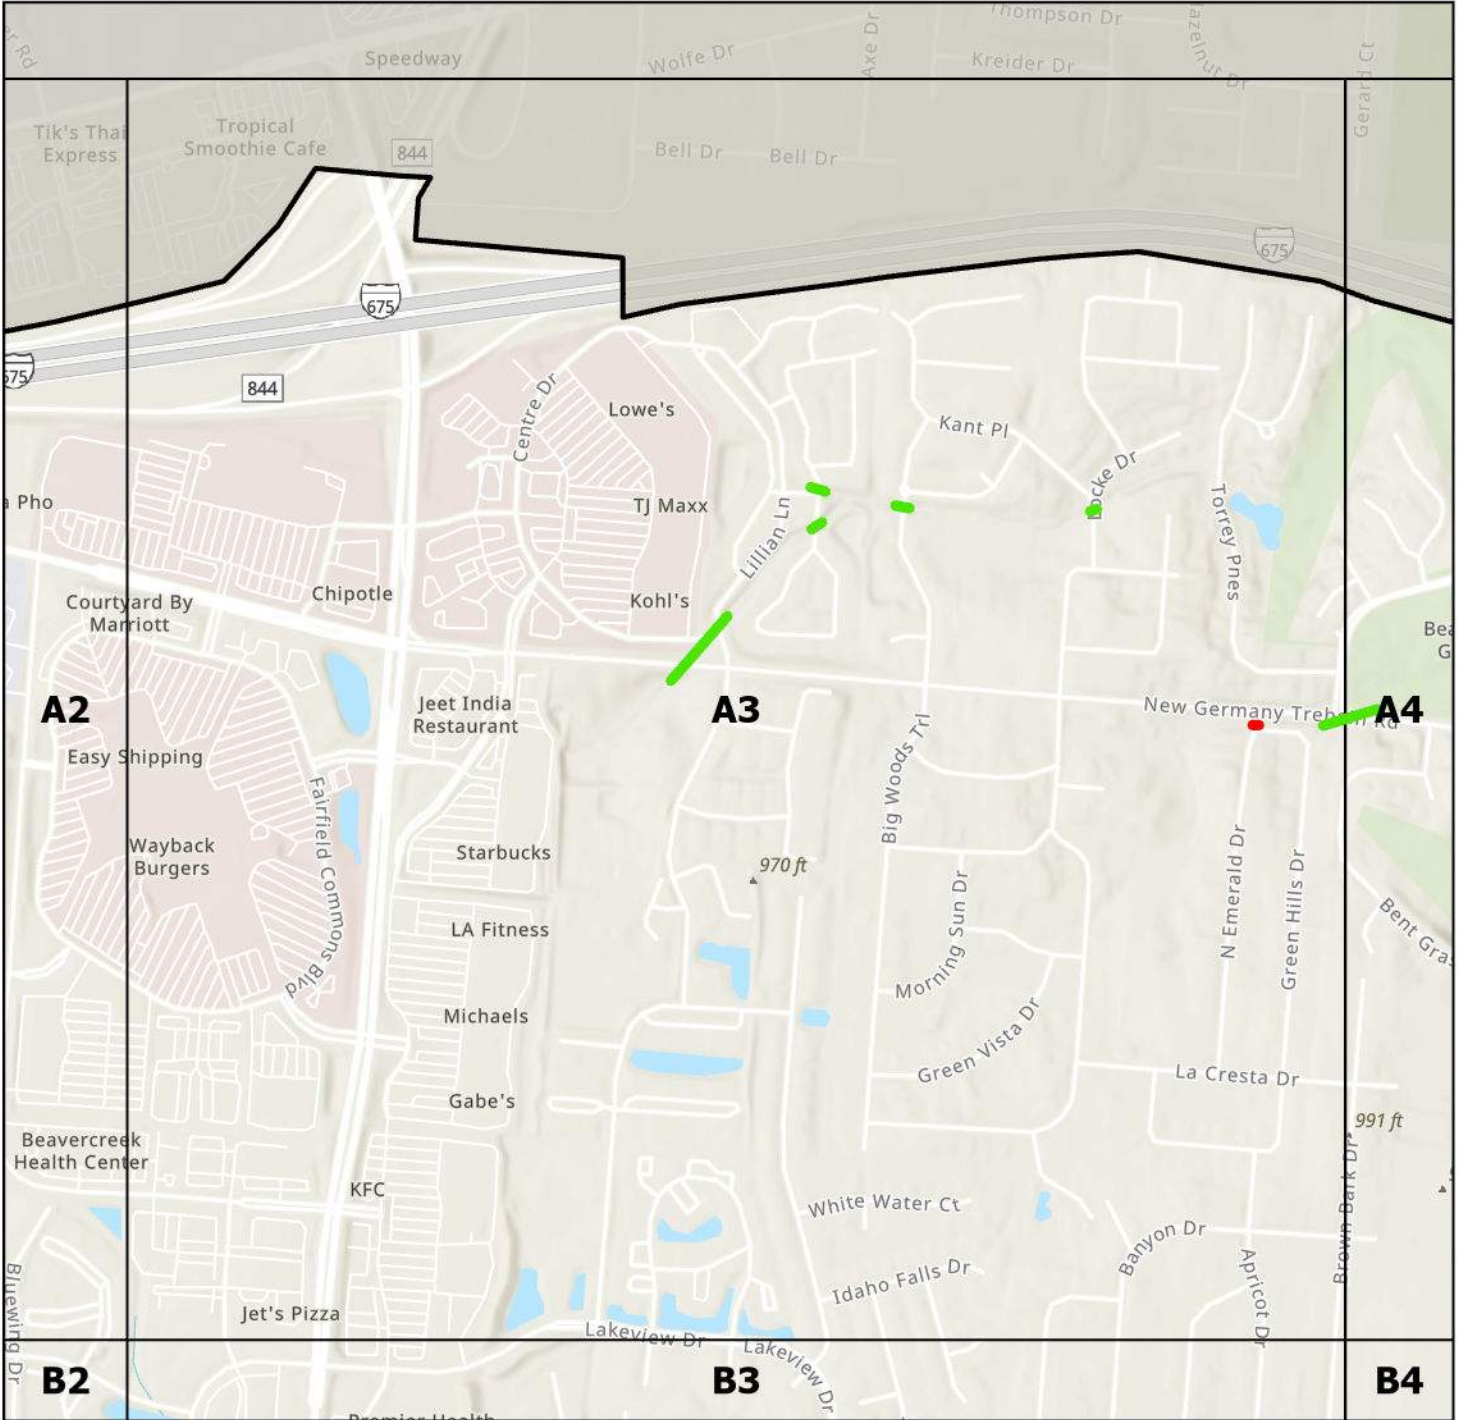 Thompson Dr
Speedway
Wolfe Dr
Axe Dr
Kreider Dr
Gerard Ct
Tik's Thai
Express
Tropical
Smoothie Cafe
844
Bell Dr
Bell Dr
675
675
675
844
Centre Dr
Lowe's
Kant Pl
Locke Dr
a Pho
TJ Maxx
Lillian Ln
Torrey Pnes
Chipotle
Kohl's
Courtyard By
Marriott
A2
Jeet India
Restaurant
A3
New Germany Trebein Rd
A4
Easy Shipping
Big Woods Trl
Fairfield Commons Blvd
Wayback
Burgers
Starbucks
970 ft
N Emerald Dr
Green Hills Dr
Morning Sun Dr
LA Fitness
Bent Gras
Michaels
Green Vista Dr
La Cresta Dr
Gabe's
991 ft
Beavercreek
Health Center
Brown Bark Dr
KFC
White Water Ct
Banyon Dr
Idaho Falls Dr
Apricot Dr
Bluewing Dr
Jet's Pizza
Lakeview Dr
Lakeview Dr
B2
B3
B4
Premier Health